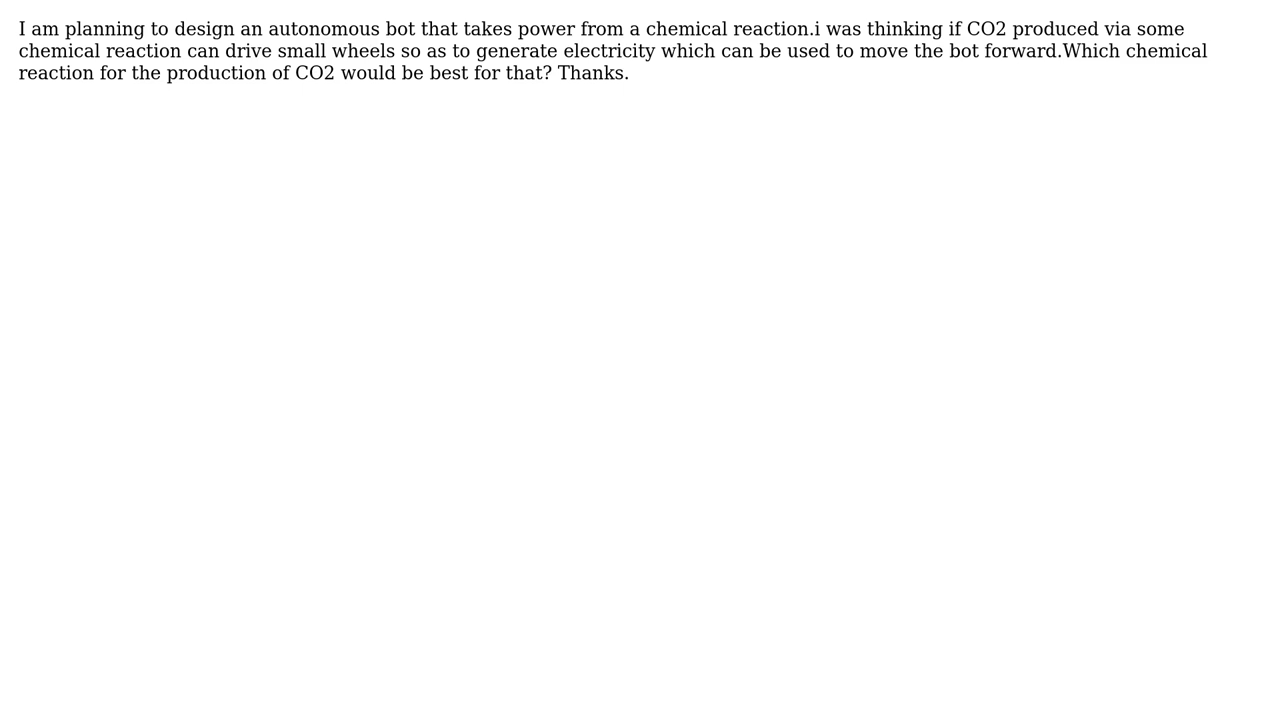 I am planning to design an autonomous bot that takes power from a chemical reaction.i was thinking if CO2 produced via some
chemical reaction can drive small wheels so as to generate electricity which can be used to move the bot forward.Which chemical
reaction for the production of CO2 would be best for that? Thanks.